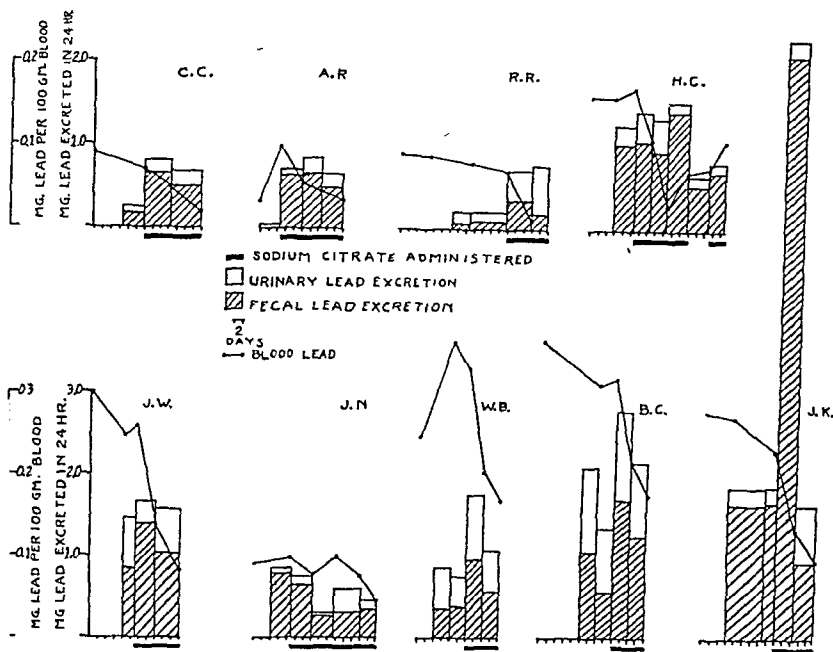 MG. LEAD PER 100 GM. BLOOD
MG. LEAD EXCRETED IN 24 HR.
0.2
2.0
0.1
1.0
0
C.C.
A.R
R.R.
H.C.
SODIUM CITRATE ADMINISTERED
URINARY LEAD EXCRETION
FECAL LEAD EXCRETION
2
DAYS
BLOOD LEAD
MG. LEAD PER 100 GM. BLOOD
MG LEAD EXCRETED IN 24 HR.
0.3
3.0
0.2
2.0
0.1
1.0
J.W.
J.N
W.B.
B.C.
J.K.